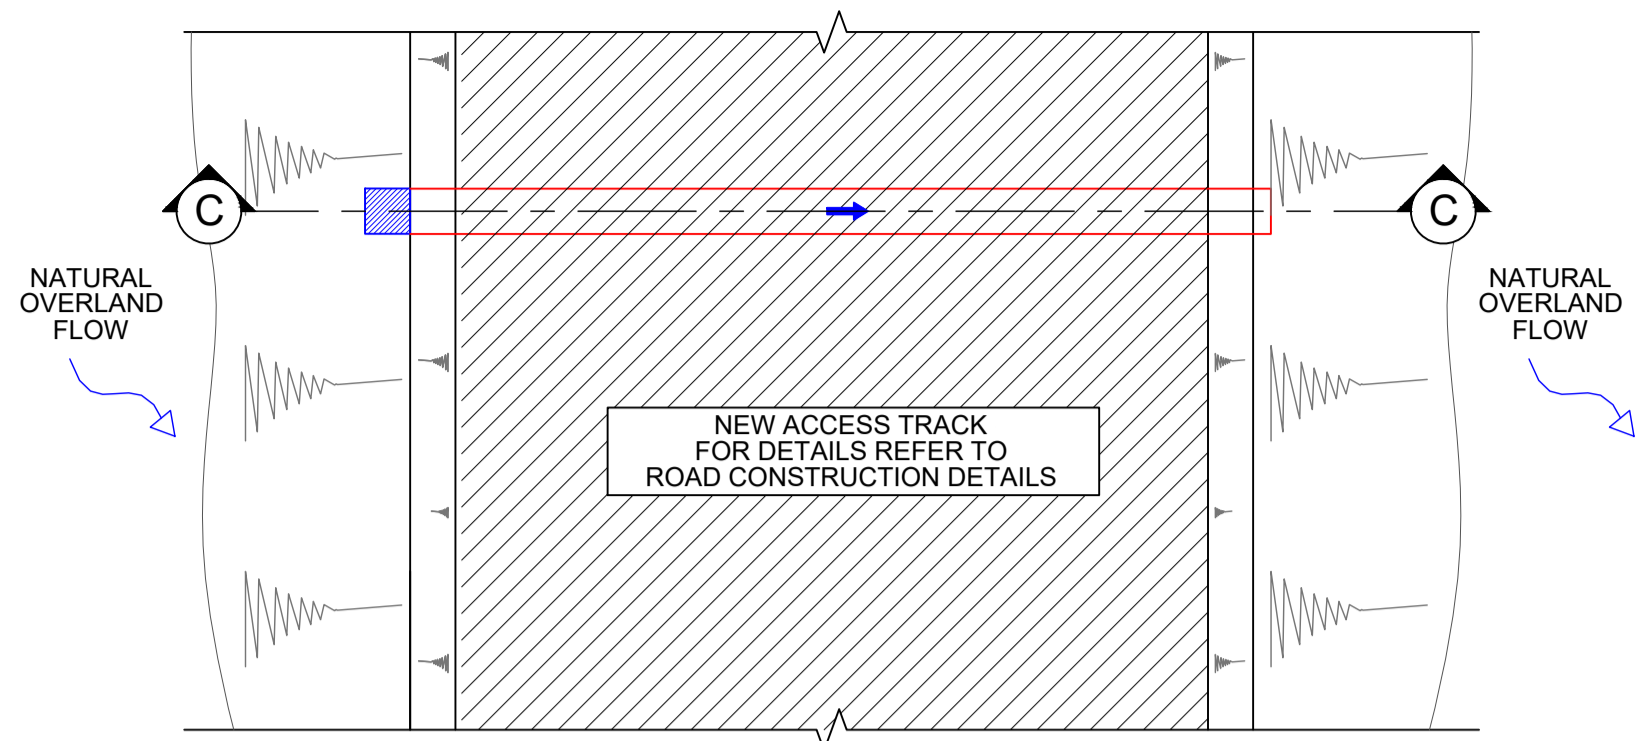 C
C
NATURAL
OVERLAND
FLOW
NATURAL
OVERLAND
FLOW
NEW ACCESS TRACK
FOR DETAILS REFER TO
ROAD CONSTRUCTION DETAILS